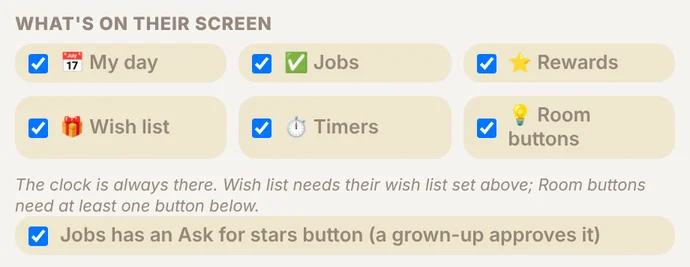 WHAT'S ON THEIR SCREEN
📅 My day
✅ Jobs
⭐ Rewards
🎁 Wish list
⏱️ Timers
💡 Room
buttons
The clock is always there. Wish list needs their wish list set above; Room buttons
need at least one button below.
Jobs has an Ask for stars button (a grown-up approves it)